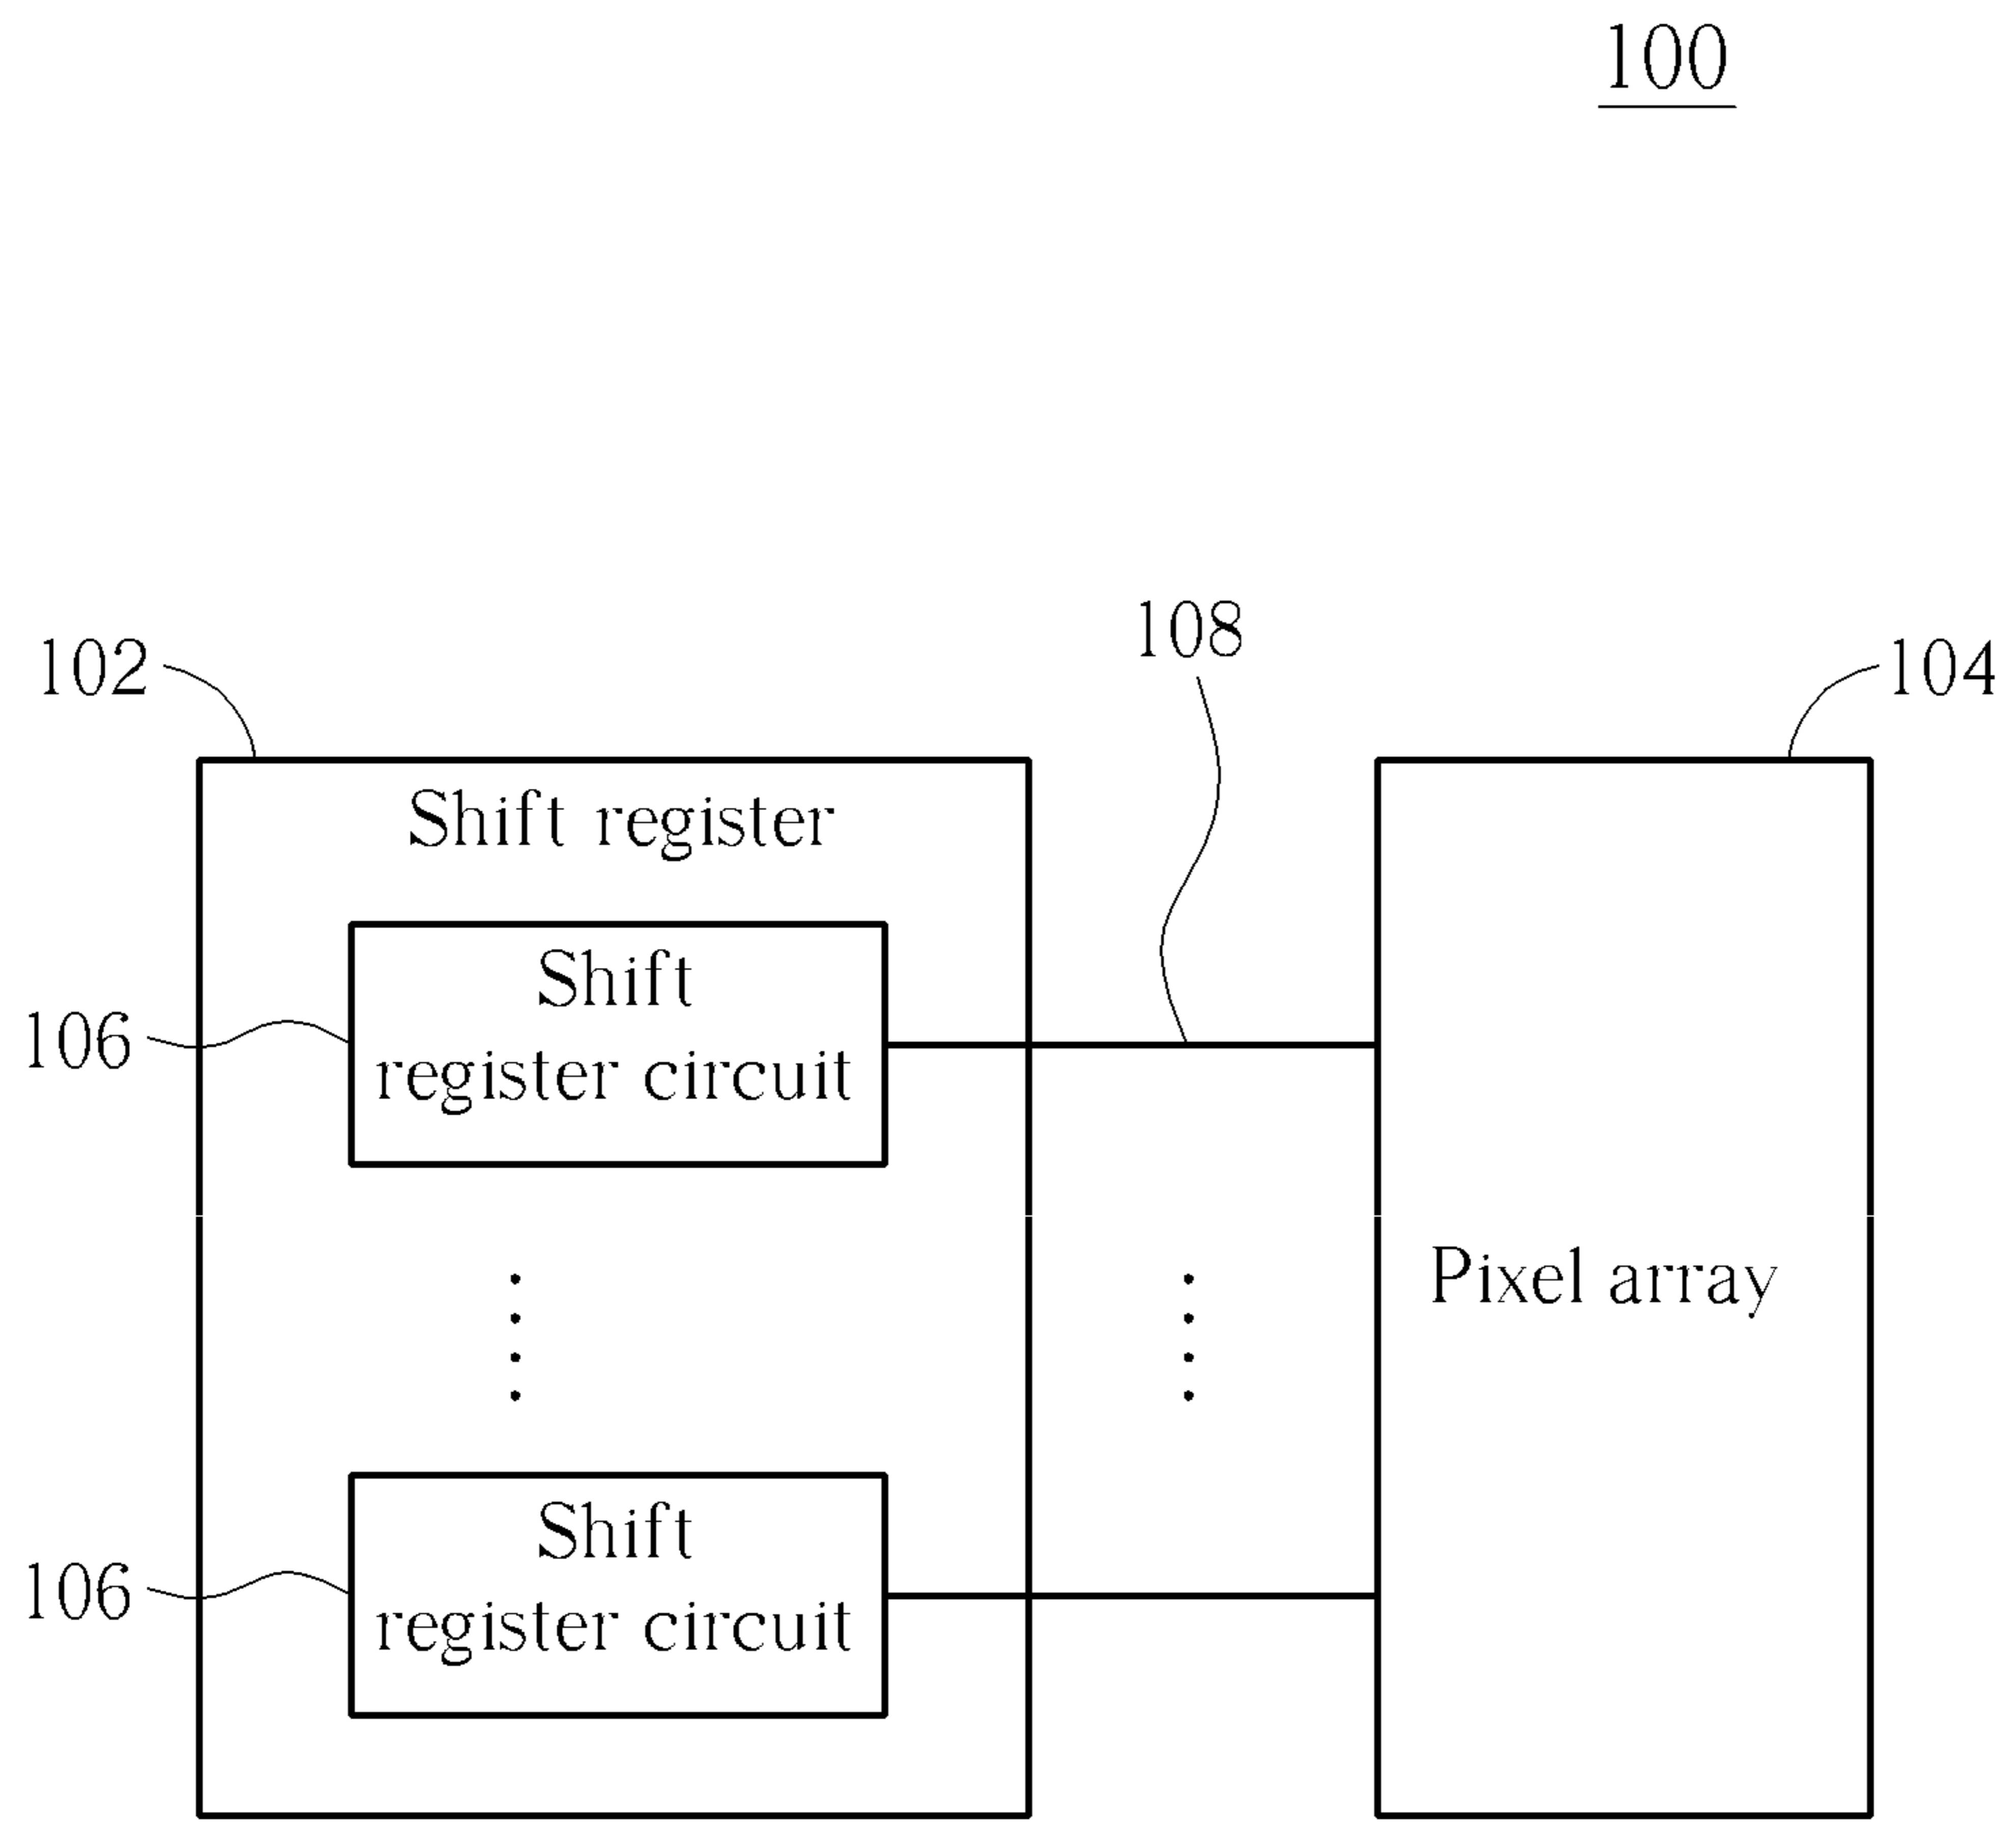 100
108
102
104
Shift register
Shift
register circuit
106
Pixel array
Shift
register circuit
106